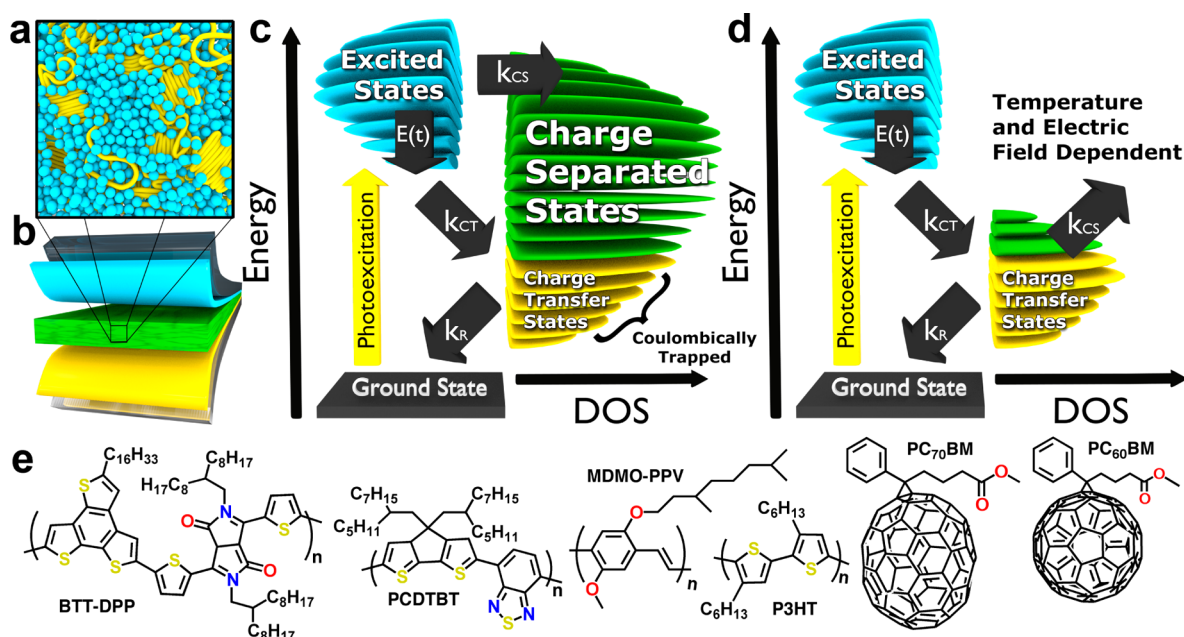 a
b
c
Energy
Excited
States
E(t)
kCS
Charge
Separated
States
Photoexcitation
kCT
Charge
Transfer
States
kR
Coulombically
Trapped
Ground State
DOS
d
Energy
Excited
States
E(t)
Temperature
and Electric
Field Dependent
Photoexcitation
kCT
kCS
Charge
Transfer
States
kR
Ground State
DOS
e
C16H33
S
S
S
C8H17
H17C8
N
O
S
S
N
O
C8H17
C8H17
n
BTT-DPP
C7H15
C7H15
C5H11
C5H11
S
S
N
S
N
n
PCDTBT
MDMO-PPV
O
O
n
C6H13
S
S
C6H13
n
P3HT
PC70BM
O
O
PC60BM
O
O